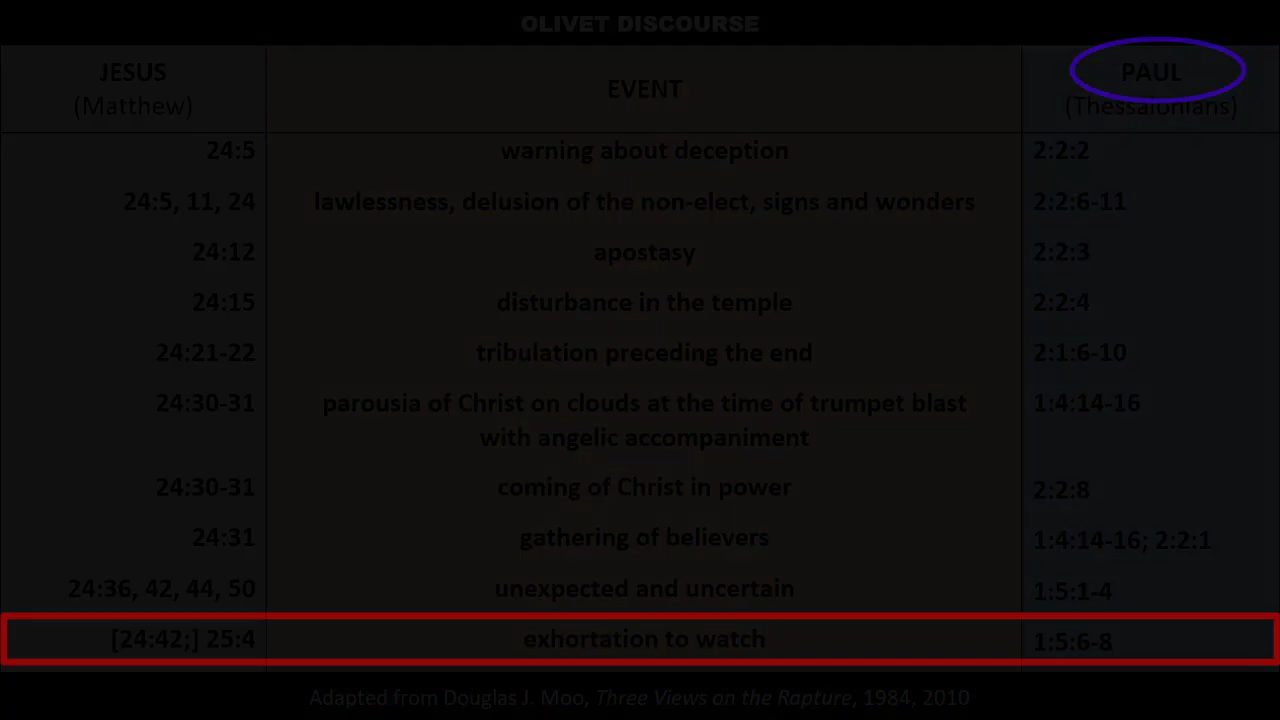 OLIVET DISCOURSE
JESUS
(Matthew)
EVENT
PAUL
(Thessalonians)
24:5 warning about deception 2:2:2
24:5, 11, 24 lawlessness, delusion of the non-elect, signs and wonders 2:2:6-11
24:12 apostasy 2:2:3
24:15 disturbance in the temple 2:2:4
24:21-22 tribulation preceding the end 2:1:6-10
24:30-31 parousia of Christ on clouds at the time of trumpet blast 1:4:14-16
with angelic accompaniment
24:30-31 coming of Christ in power 2:2:8
24:31 gathering of believers 1:4:14-16; 2:2:1
24:36, 42, 44, 50 unexpected and uncertain 1:5:1-4
[24:42;] 25:4 exhortation to watch 1:5:6-8
Adapted from Douglas J. Moo, Three Views on the Rapture, 1984, 2010